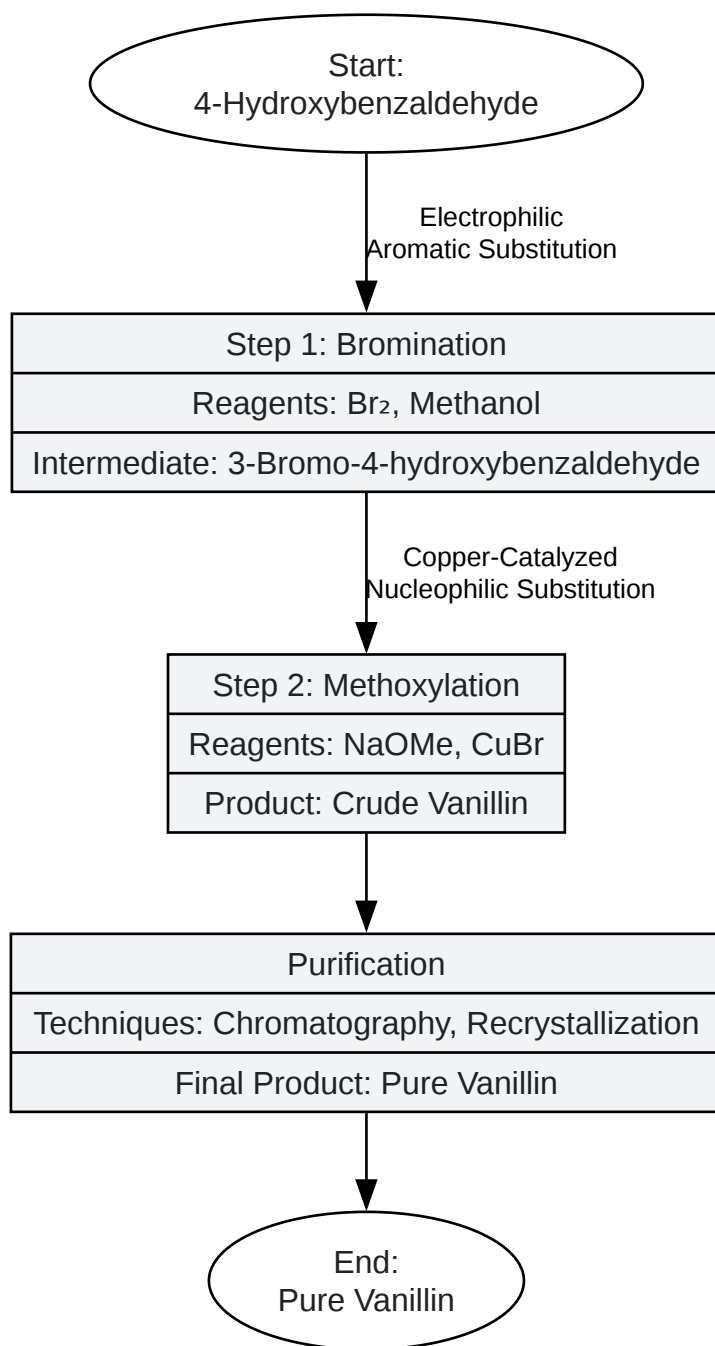 Start:
4-Hydroxybenzaldehyde
Electrophilic
Aromatic Substitution
Step 1: Bromination
Reagents: Br₂, Methanol
Intermediate: 3-Bromo-4-hydroxybenzaldehyde
Copper-Catalyzed
Nucleophilic Substitution
Step 2: Methoxylation
Reagents: NaOMe, CuBr
Product: Crude Vanillin
Purification
Techniques: Chromatography, Recrystallization
Final Product: Pure Vanillin
End:
Pure Vanillin